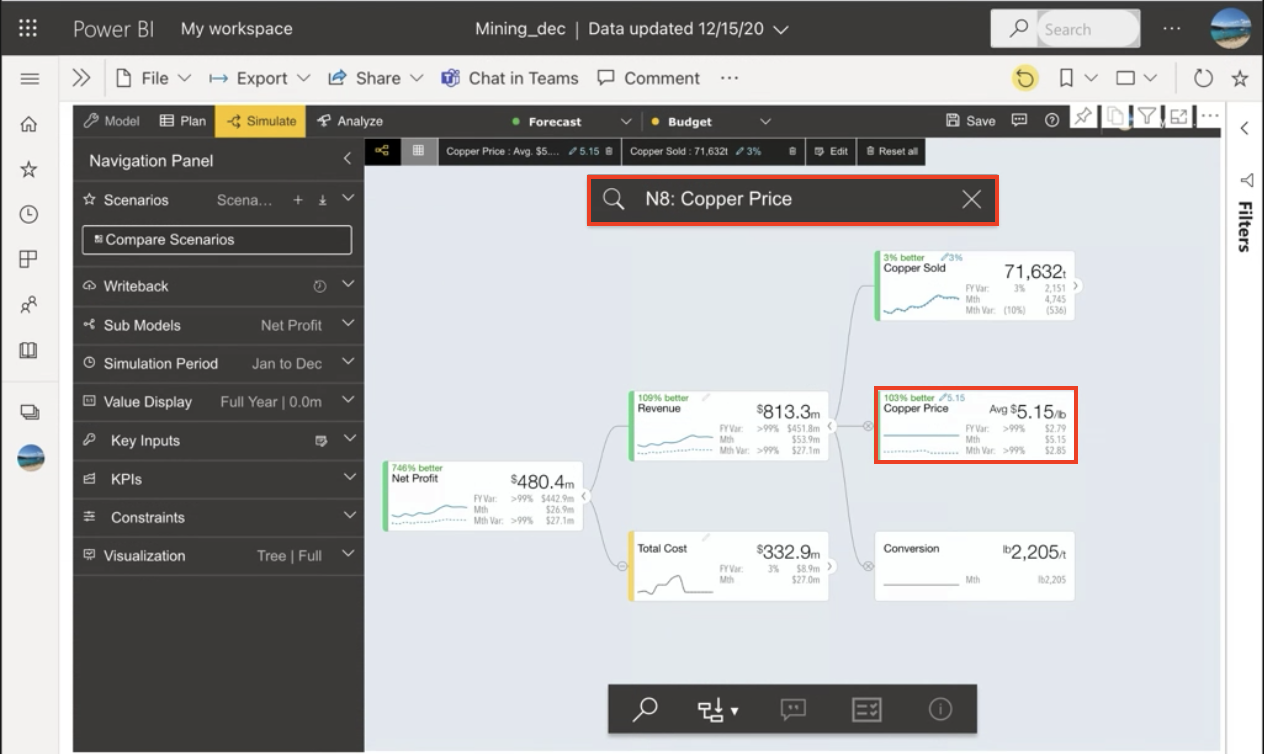 Power BI My workspace Mining_dec | Data updated 12/15/20 Search ...
File Export Share Chat in Teams Comment ...
Model Plan Simulate Analyze Forecast Budget Save ...
Navigation Panel
Copper Price : Avg. $5.... 5.15 Copper Sold : 71,632t 3% Edit Reset all
Scenarios Scena... +
Compare Scenarios
Writeback
Sub Models Net Profit
Simulation Period Jan to Dec
Value Display Full Year | 0.0m
Key Inputs
KPIs
Constraints
Visualization Tree | Full
N8: Copper Price
3% better 3%
Copper Sold 71,632t
FY Var: 3% 2,151
Mth 4,745
Mth Var: (10%) (536)
109% better
Revenue $813.3m
FY Var: >99% $451.8m
Mth $53.9m
Mth Var: >99% $27.1m
103% better 5.15
Copper Price Avg $5.15/lb
FY Var: >99% $2.79
Mth $5.15
Mth Var: >99% $2.85
746% better
Net Profit $480.4m
FY Var: >99% $442.9m
Mth $26.9m
Mth Var: >99% $27.1m
Total Cost $332.9m
FY Var: 3% $8.9m
Mth $27.0m
Conversion lb2,205/t
Mth lb2,205
Filters